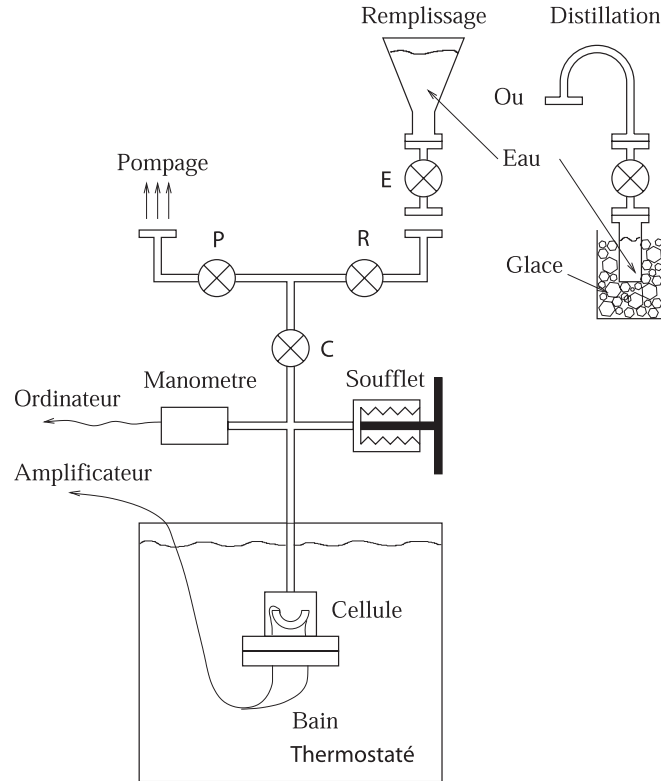 Remplissage
Distillation
Ou
Eau
Pompage
E
P
R
Glace
C
Manometre
Soufflet
Ordinateur
Amplificateur
Cellule
Bain
Thermostaté